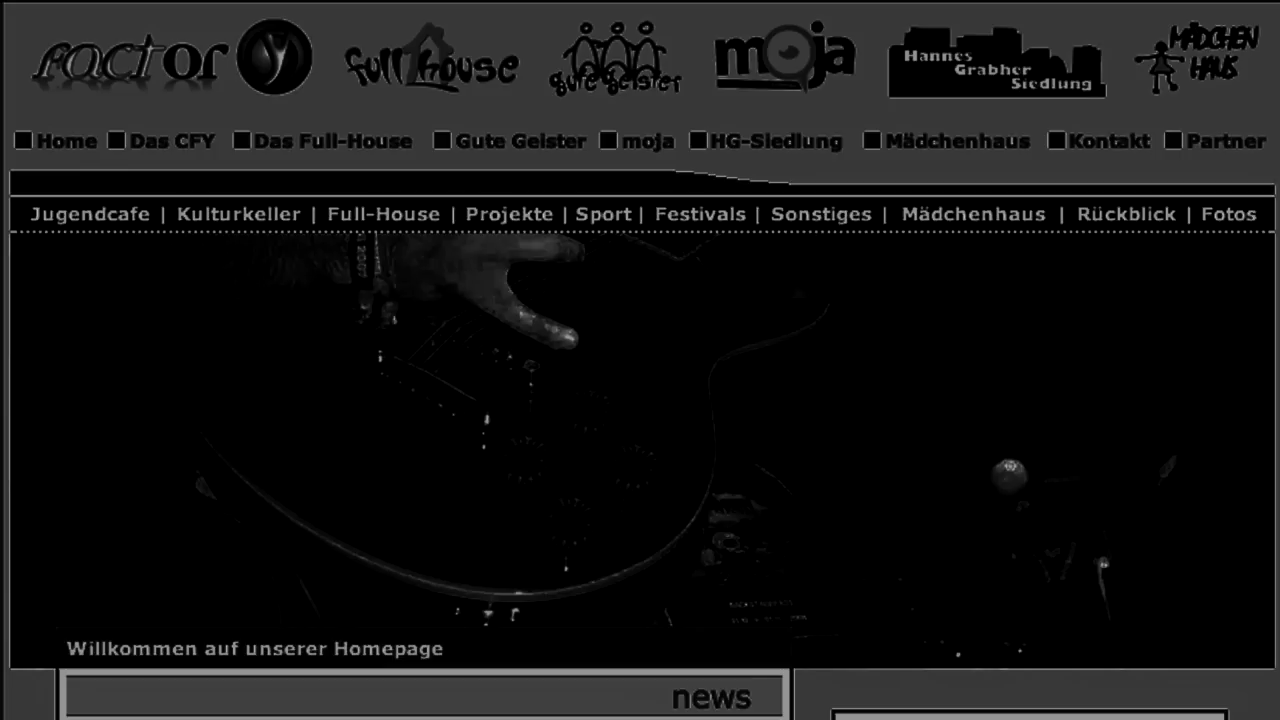 factor y
full house
gute geister
moja
Hannes
Grabher
Siedlung
MÄDCHEN
HAUS
Home Das CFY Das Full-House Gute Geister moja HG-Siedlung Mädchenhaus Kontakt Partner
Jugendcafe | Kulturkeller | Full-House | Projekte | Sport | Festivals | Sonstiges | Mädchenhaus | Rückblick | Fotos
Willkommen auf unserer Homepage
news